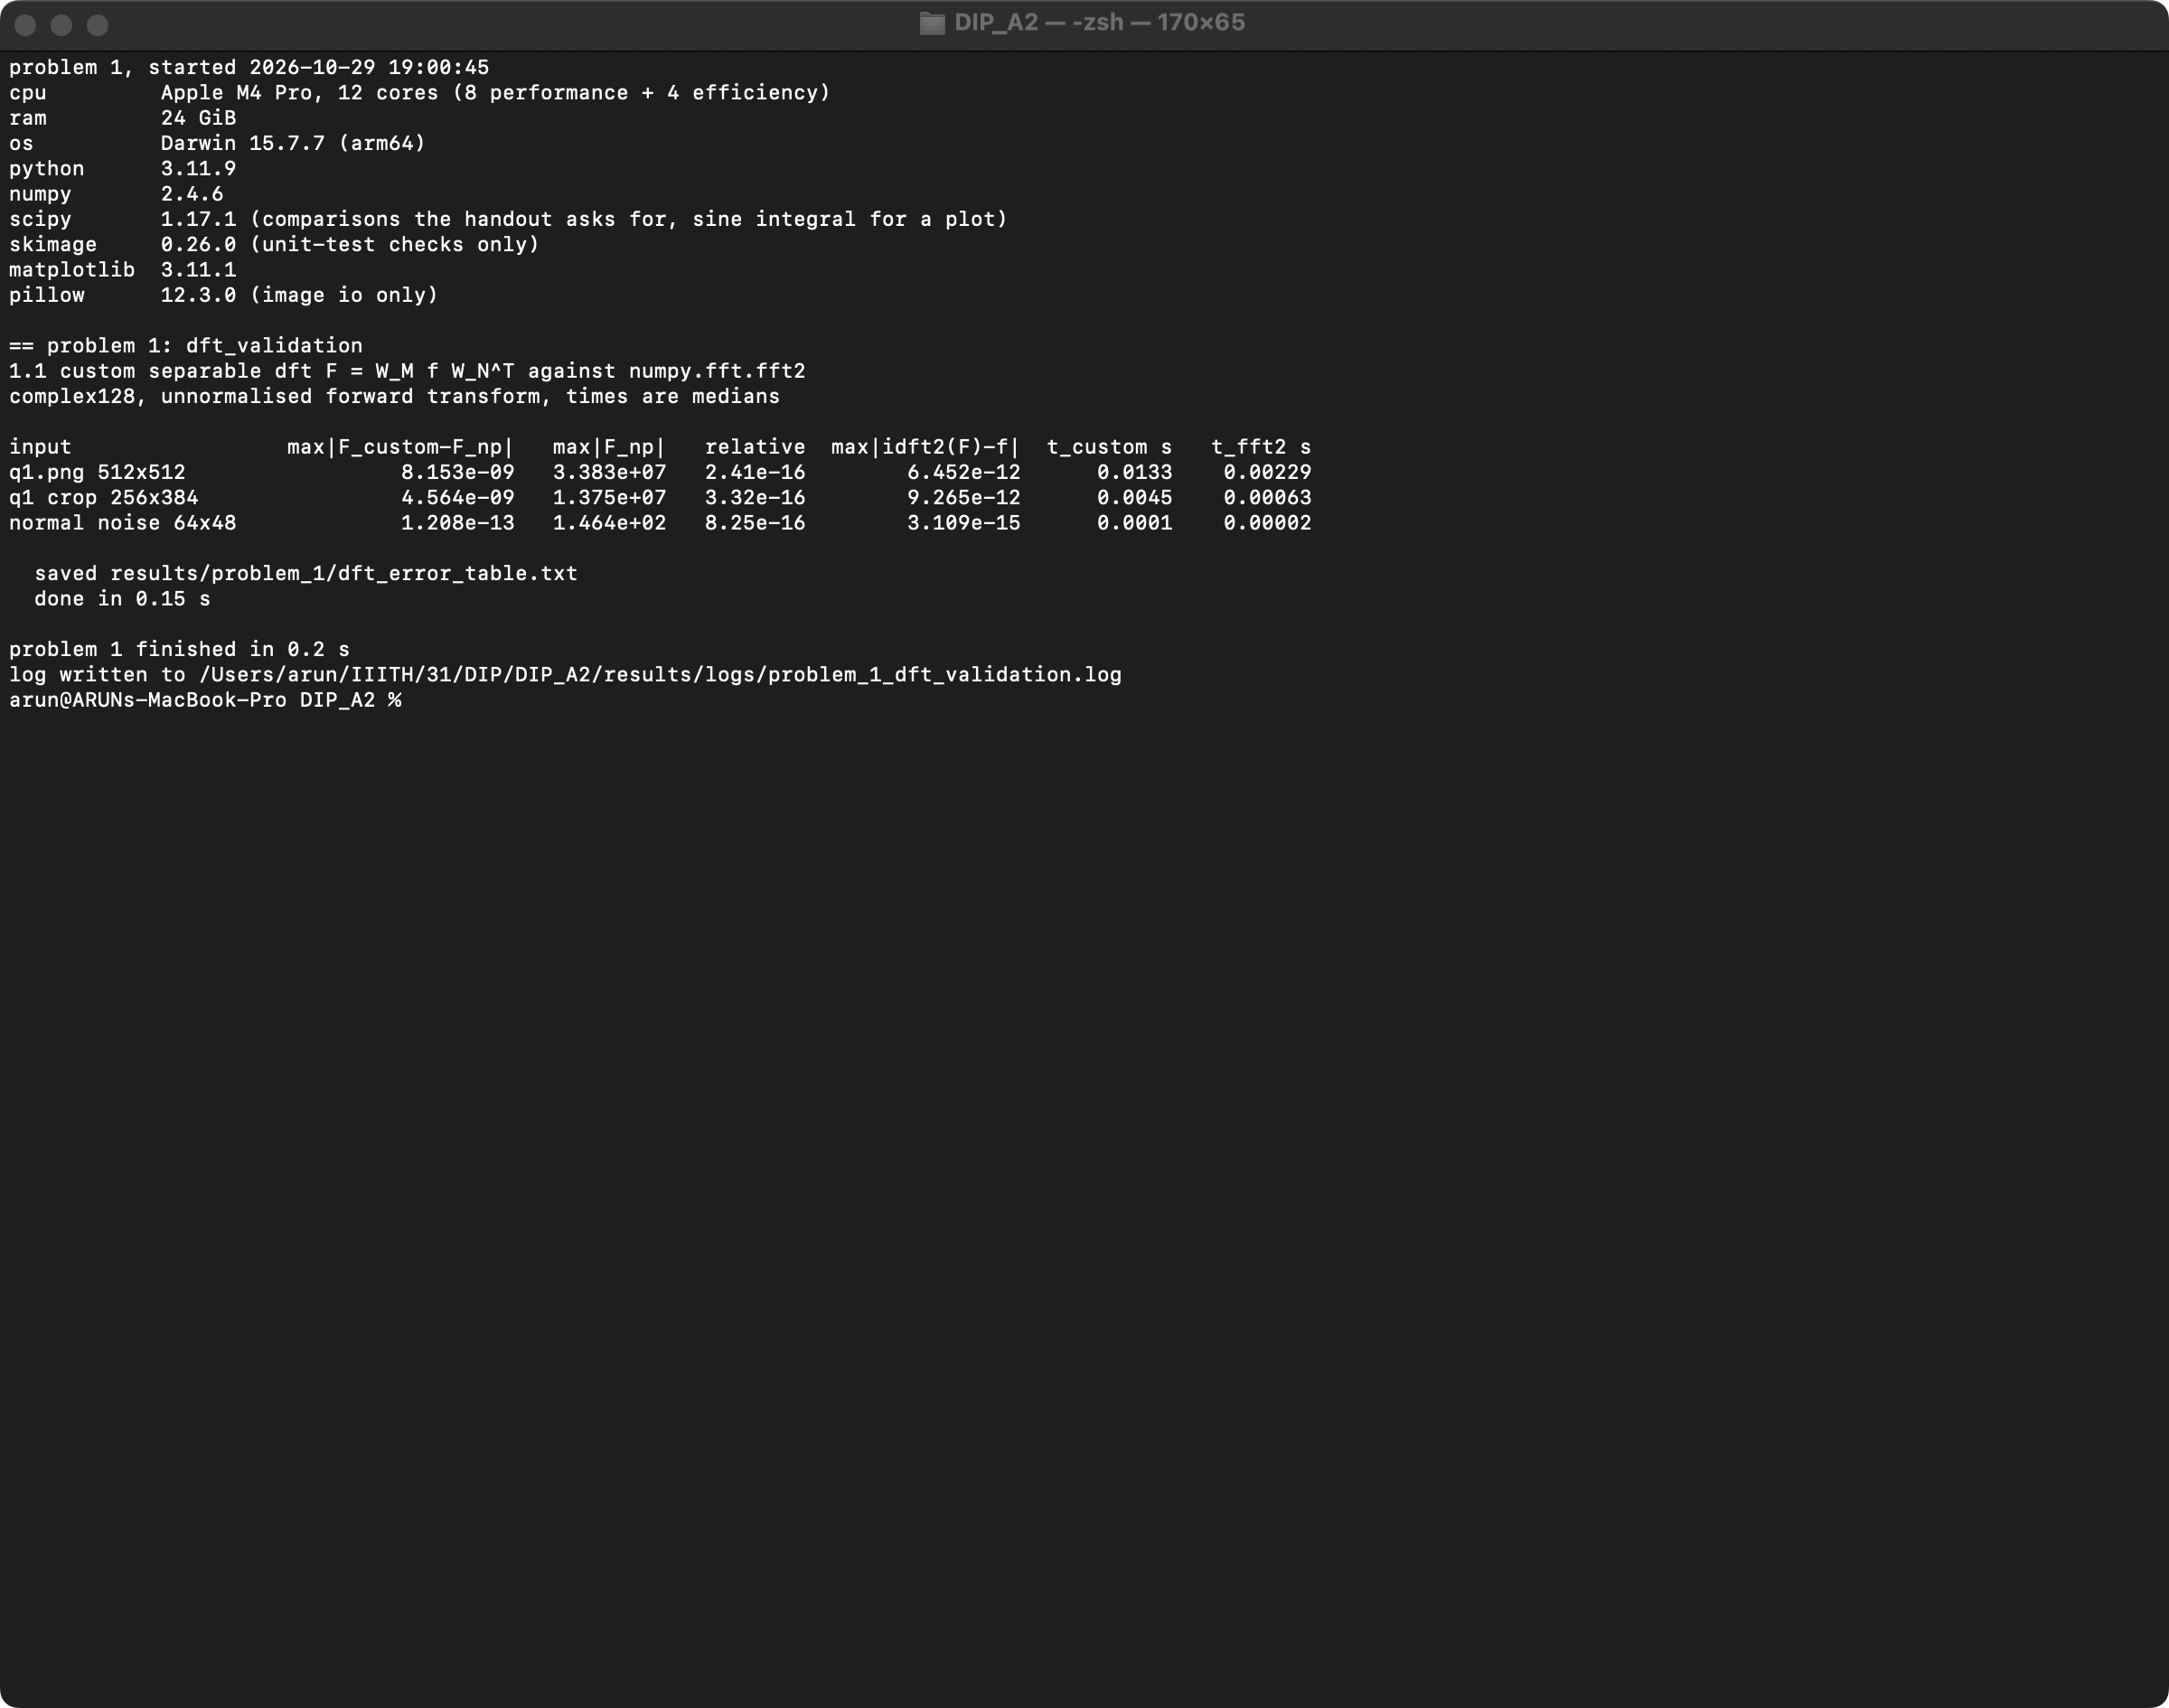 DIP_A2 — -zsh — 170×65
problem 1, started 2026-10-29 19:00:45
cpu         Apple M4 Pro, 12 cores (8 performance + 4 efficiency)
ram         24 GiB
os          Darwin 15.7.7 (arm64)
python      3.11.9
numpy       2.4.6
scipy       1.17.1 (comparisons the handout asks for, sine integral for a plot)
skimage     0.26.0 (unit-test checks only)
matplotlib  3.11.1
pillow      12.3.0 (image io only)
== problem 1: dft_validation
1.1 custom separable dft F = W_M f W_N^T against numpy.fft.fft2
complex128, unnormalised forward transform, times are medians
input                 max|F_custom-F_np|   max|F_np|   relative  max|idft2(F)-f|  t_custom s   t_fft2 s
q1.png 512x512                 8.153e-09   3.383e+07   2.41e-16        6.452e-12      0.0133    0.00229
q1 crop 256x384                4.564e-09   1.375e+07   3.32e-16        9.265e-12      0.0045    0.00063
normal noise 64x48             1.208e-13   1.464e+02   8.25e-16        3.109e-15      0.0001    0.00002
  saved results/problem_1/dft_error_table.txt
  done in 0.15 s
problem 1 finished in 0.2 s
log written to /Users/arun/IIITH/31/DIP/DIP_A2/results/logs/problem_1_dft_validation.log
arun@ARUNs-MacBook-Pro DIP_A2 %